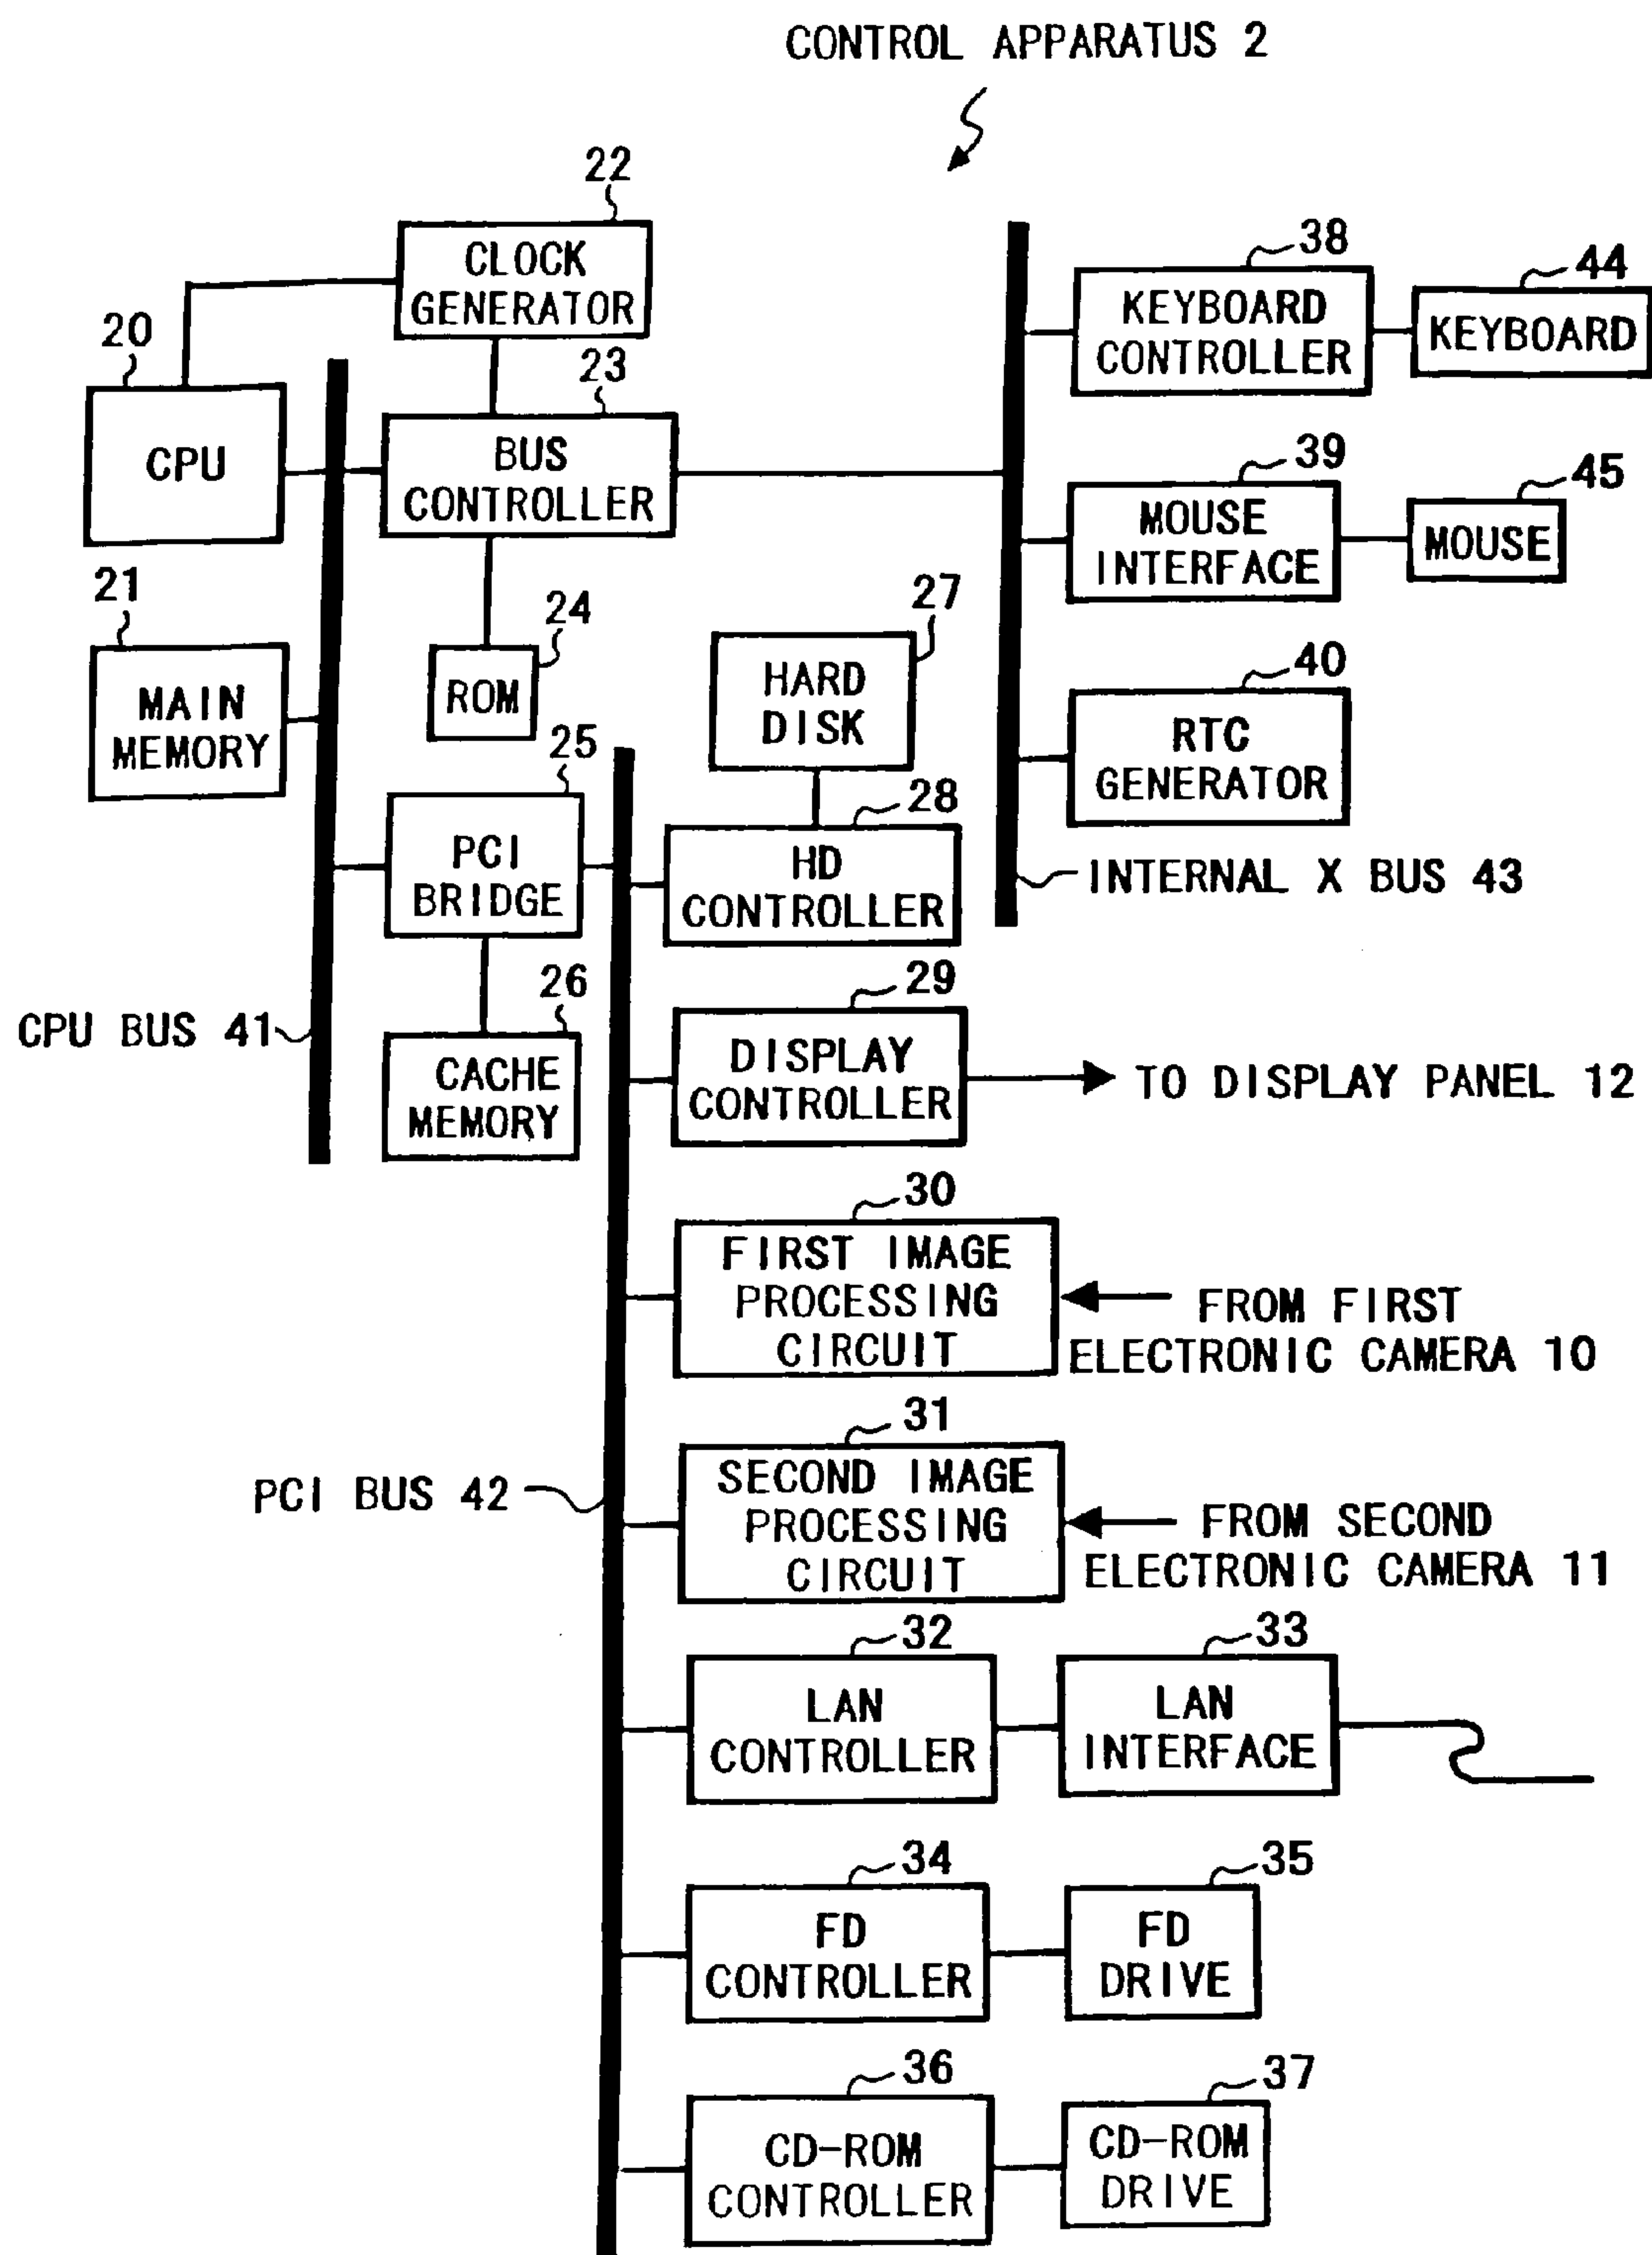 CONTROL APPARATUS 2
22
CLOCK
GENERATOR
20
CPU
23
BUS
CONTROLLER
38
KEYBOARD
CONTROLLER
44
KEYBOARD
39
MOUSE
INTERFACE
45
MOUSE
21
MAIN
MEMORY
24
ROM
27
HARD
DISK
40
RTC
GENERATOR
25
PCI
BRIDGE
28
HD
CONTROLLER
INTERNAL X BUS 43
CPU BUS 41
26
CACHE
MEMORY
29
DISPLAY
CONTROLLER
TO DISPLAY PANEL 12
30
FIRST IMAGE
PROCESSING
CIRCUIT
FROM FIRST
ELECTRONIC CAMERA 10
PCI BUS 42
31
SECOND IMAGE
PROCESSING
CIRCUIT
FROM SECOND
ELECTRONIC CAMERA 11
32
LAN
CONTROLLER
33
LAN
INTERFACE
34
FD
CONTROLLER
35
FD
DRIVE
36
CD-ROM
CONTROLLER
37
CD-ROM
DRIVE